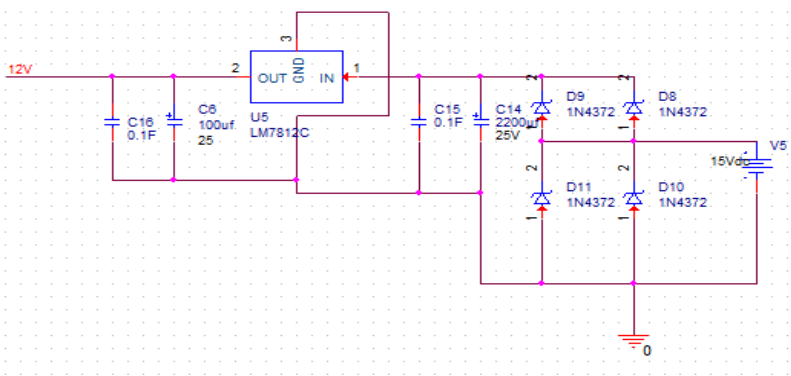 12V
2
OUT
GND
3
IN
1
U5
LM7812C
C16
0.1F
C6
100uf
25
C15
0.1F
C14
2200uf
25V
2
D9
1N4372
1
2
D8
1N4372
1
V5
15Vdc
2
D11
1N4372
1
2
D10
1N4372
1
0